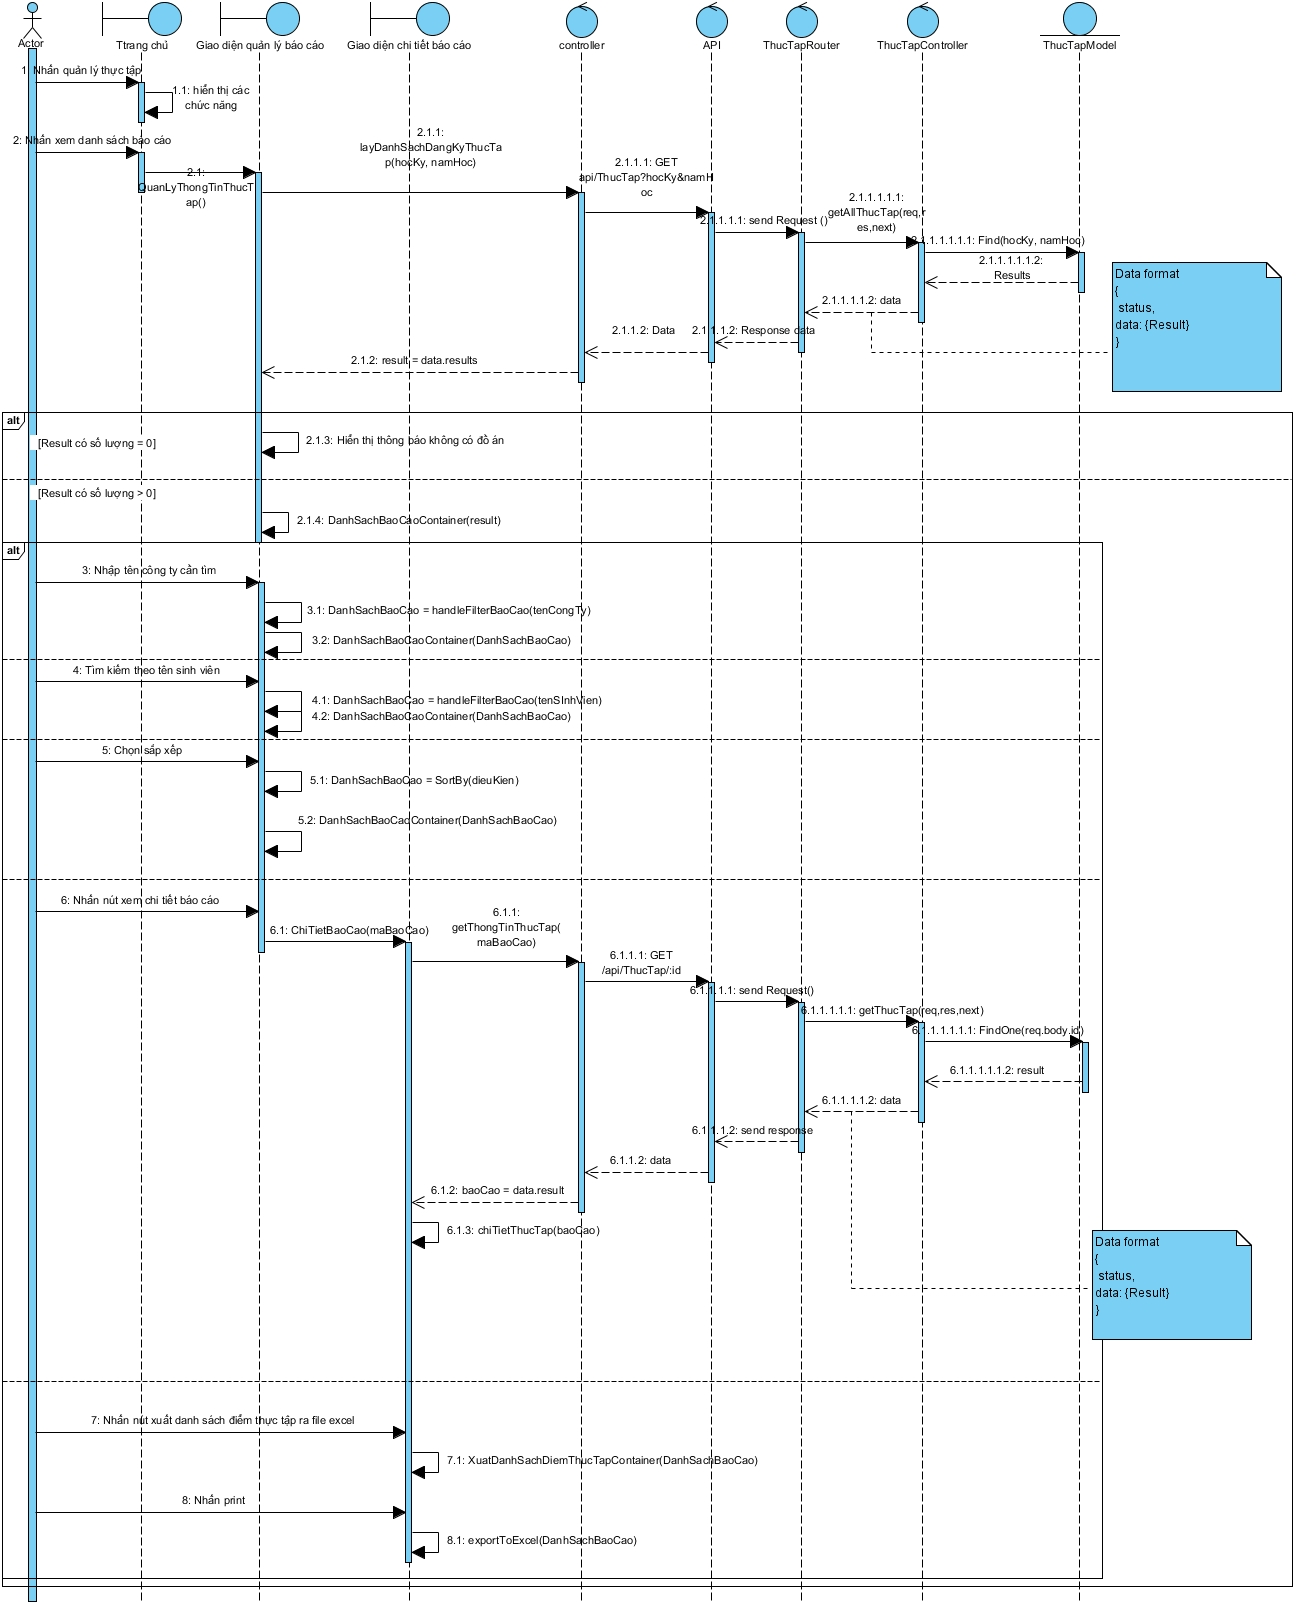 Actor
Ttrang chủ
Giao diện quản lý báo cáo
Giao diện chi tiết báo cáo
controller
API
ThucTapRouter
ThucTapController
ThucTapModel
1: Nhấn quản lý thực tập
1.1: hiển thị các
chức năng
2: Nhấn xem danh sách báo cáo
2.1:
QuanLyThongTinThucT
ap()
2.1.1:
layDanhSachDangKyThucTa
p(hocKy, namHoc)
2.1.1.1: GET
api/ThucTap?hocKy&namH
oc
2.1.1.1.1: send Request ()
2.1.1.1.1.1:
getAllThucTap(req,r
es,next)
2.1.1.1.1.1.1: Find(hocKy, namHoc)
2.1.1.1.1.1.2:
Results
2.1.1.1.1.2: data
2.1.1.1.2: Response data
2.1.1.2: Data
2.1.2: result = data.results
Data format
{
status,
data: {Result}
}
alt
[Result có số lượng = 0]
2.1.3: Hiển thị thông báo không có đồ án
[Result có số lượng > 0]
2.1.4: DanhSachBaoCaoContainer(result)
alt
3: Nhập tên công ty cần tìm
3.1: DanhSachBaoCao = handleFilterBaoCao(tenCongTy)
3.2: DanhSachBaoCaoContainer(DanhSachBaoCao)
4: Tìm kiếm theo tên sinh viên
4.1: DanhSachBaoCao = handleFilterBaoCao(tenSInhVien)
4.2: DanhSachBaoCaoContainer(DanhSachBaoCao)
5: Chọn sắp xếp
5.1: DanhSachBaoCao = SortBy(dieuKien)
5.2: DanhSachBaoCaoContainer(DanhSachBaoCao)
6: Nhấn nút xem chi tiết báo cáo
6.1: ChiTietBaoCao(maBaoCao)
6.1.1:
getThongTinThucTap(
maBaoCao)
6.1.1.1: GET
/api/ThucTap/:id
6.1.1.1.1: send Request()
6.1.1.1.1.1: getThucTap(req,res,next)
6.1.1.1.1.1.1: FindOne(req.body.id)
6.1.1.1.1.1.2: result
6.1.1.1.1.2: data
6.1.1.1.2: send response
6.1.1.2: data
6.1.2: baoCao = data.result
6.1.3: chiTietThucTap(baoCao)
Data format
{
status,
data: {Result}
}
7: Nhấn nút xuất danh sách điểm thực tập ra file excel
7.1: XuatDanhSachDiemThucTapContainer(DanhSachBaoCao)
8: Nhấn print
8.1: exportToExcel(DanhSachBaoCao)